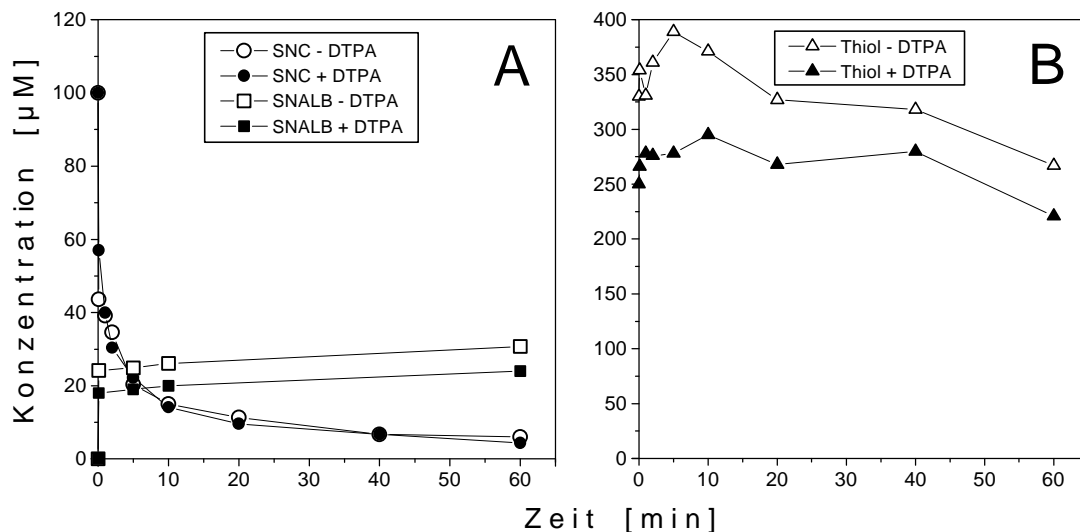 A
SNC - DTPA
SNC + DTPA
SNALB - DTPA
SNALB + DTPA
Konzentration [µM]
120
100
80
60
40
20
0
0 10 20 30 40 50 60
B
Thiol - DTPA
Thiol + DTPA
400
350
300
250
200
150
100
50
0
0 10 20 30 40 50 60
Zeit [min]